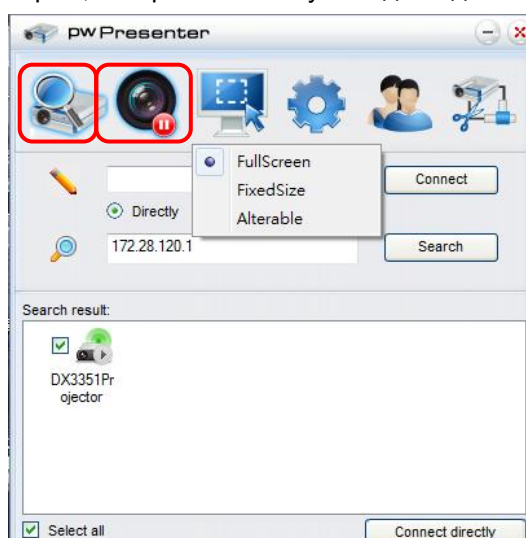 pwPresenter
FullScreen
FixedSize
Alterable
Connect
Directly
172.28.120.1
Search
Search result:
DX3351Pr
ojector
Select all
Connect directly